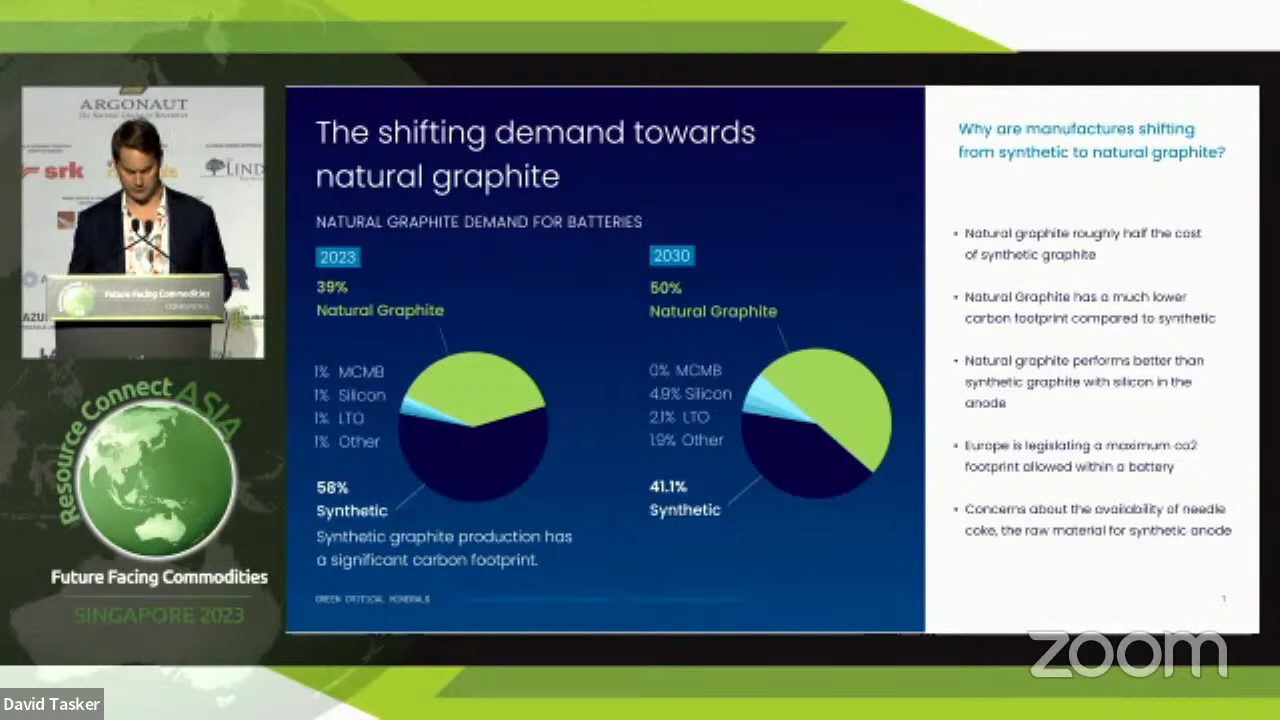 ARGONAUT
srk
LIND
Future Facing Commodities
CONFERENCE
Resource Connect ASIA
Future Facing Commodities
SINGAPORE 2023
The shifting demand towards
natural graphite
NATURAL GRAPHITE DEMAND FOR BATTERIES
2023
39%
Natural Graphite
1% MCMB
1% Silicon
1% LTO
1% Other
58%
Synthetic
Synthetic graphite production has
a significant carbon footprint.
2030
50%
Natural Graphite
0% MCMB
4.9% Silicon
2.1% LTO
1.9% Other
41.1%
Synthetic
GREEN CRITICAL MINERALS
Why are manufactures shifting
from synthetic to natural graphite?
• Natural graphite roughly half the cost
of synthetic graphite
• Natural Graphite has a much lower
carbon footprint compared to synthetic
• Natural graphite performs better than
synthetic graphite with silicon in the
anode
• Europe is legislating a maximum co2
footprint allowed within a battery
• Concerns about the availability of needle
coke, the raw material for synthetic anode
zoom
David Tasker